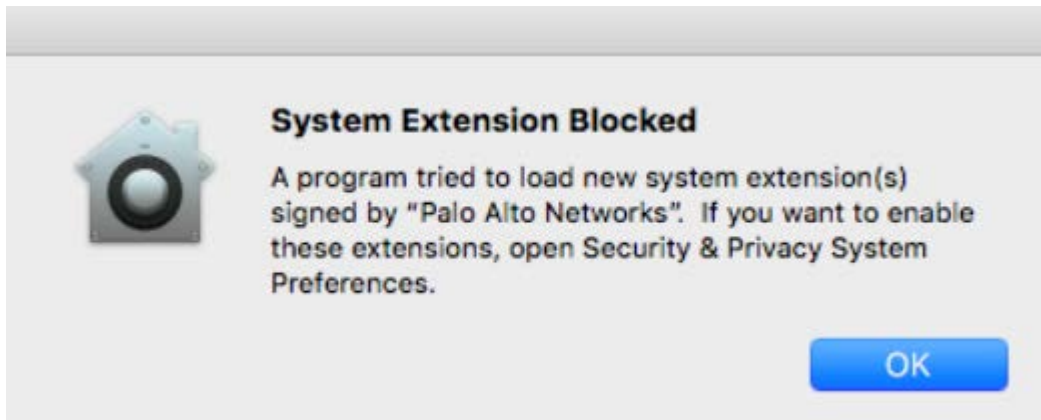 System Extension Blocked
A program tried to load new system extension(s)
signed by “Palo Alto Networks”.  If you want to enable
these extensions, open Security & Privacy System
Preferences.
OK